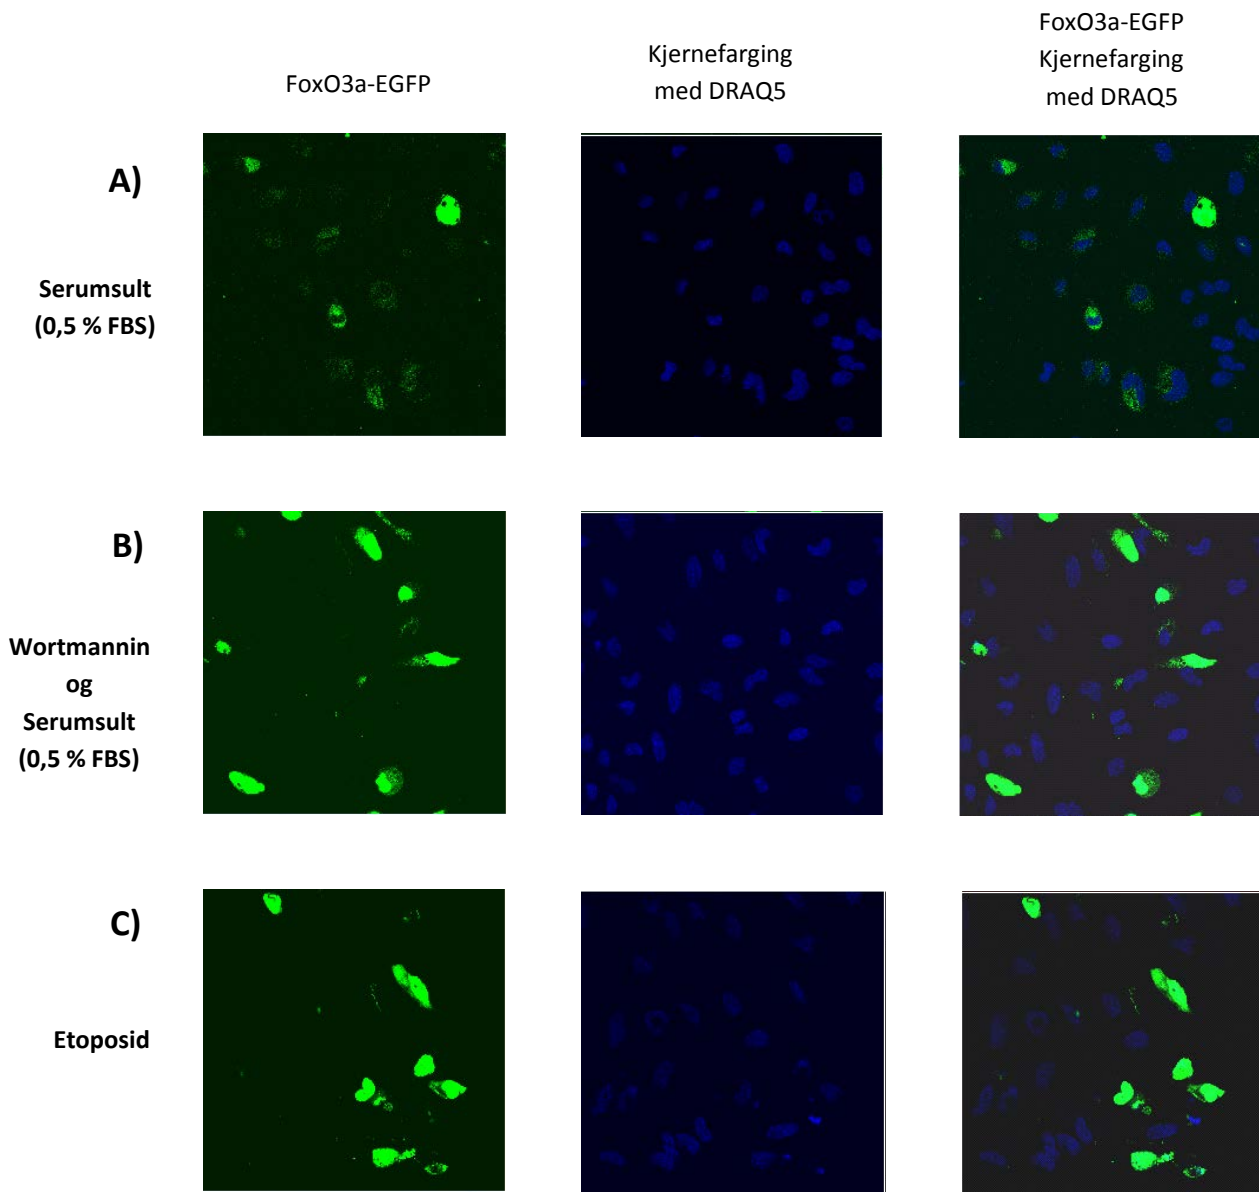 FoxO3a-EGFP
Kjernefarging
med DRAQ5
FoxO3a-EGFP
Kjernefarging
med DRAQ5
A)
Serumsult
(0,5 % FBS)
B)
Wortmannin
og
Serumsult
(0,5 % FBS)
C)
Etoposid